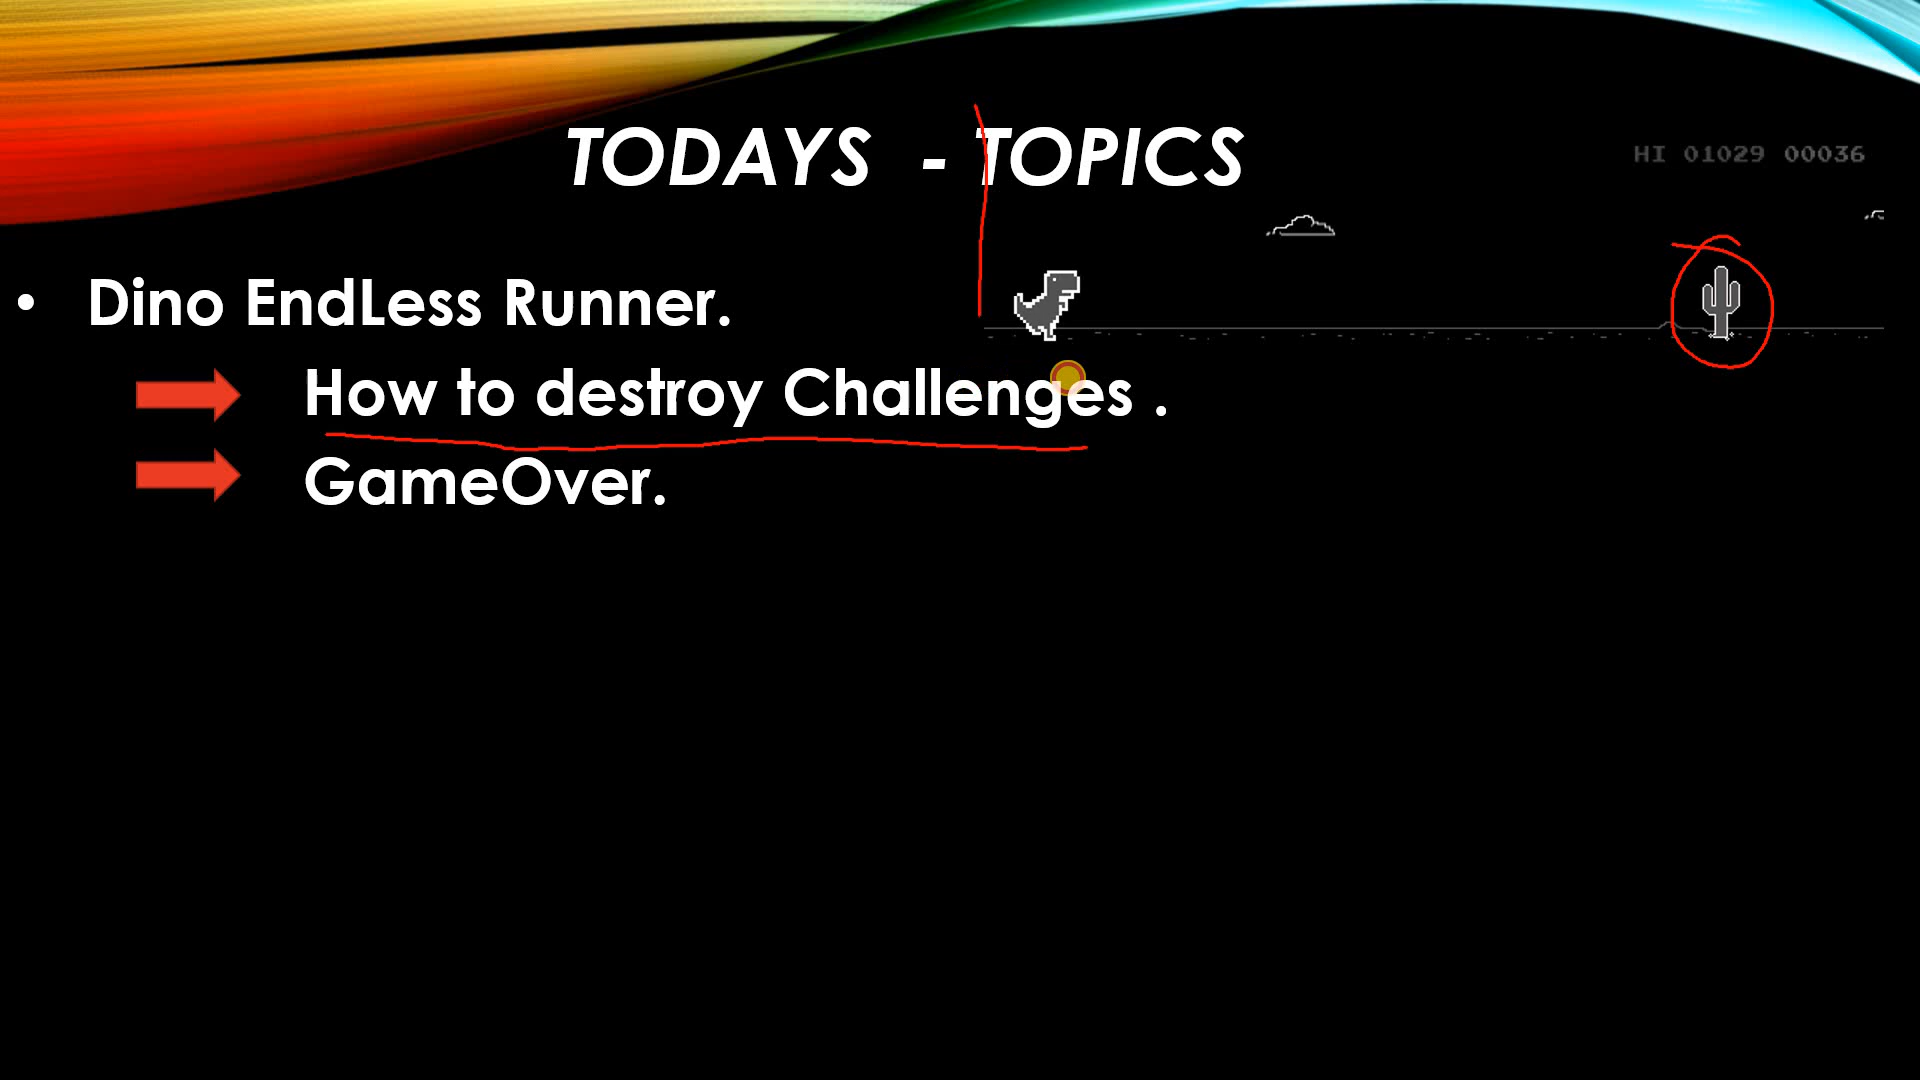 TODAYS - TOPICS
HI 01029 00036
• Dino EndLess Runner.
How to destroy Challenges .
GameOver.